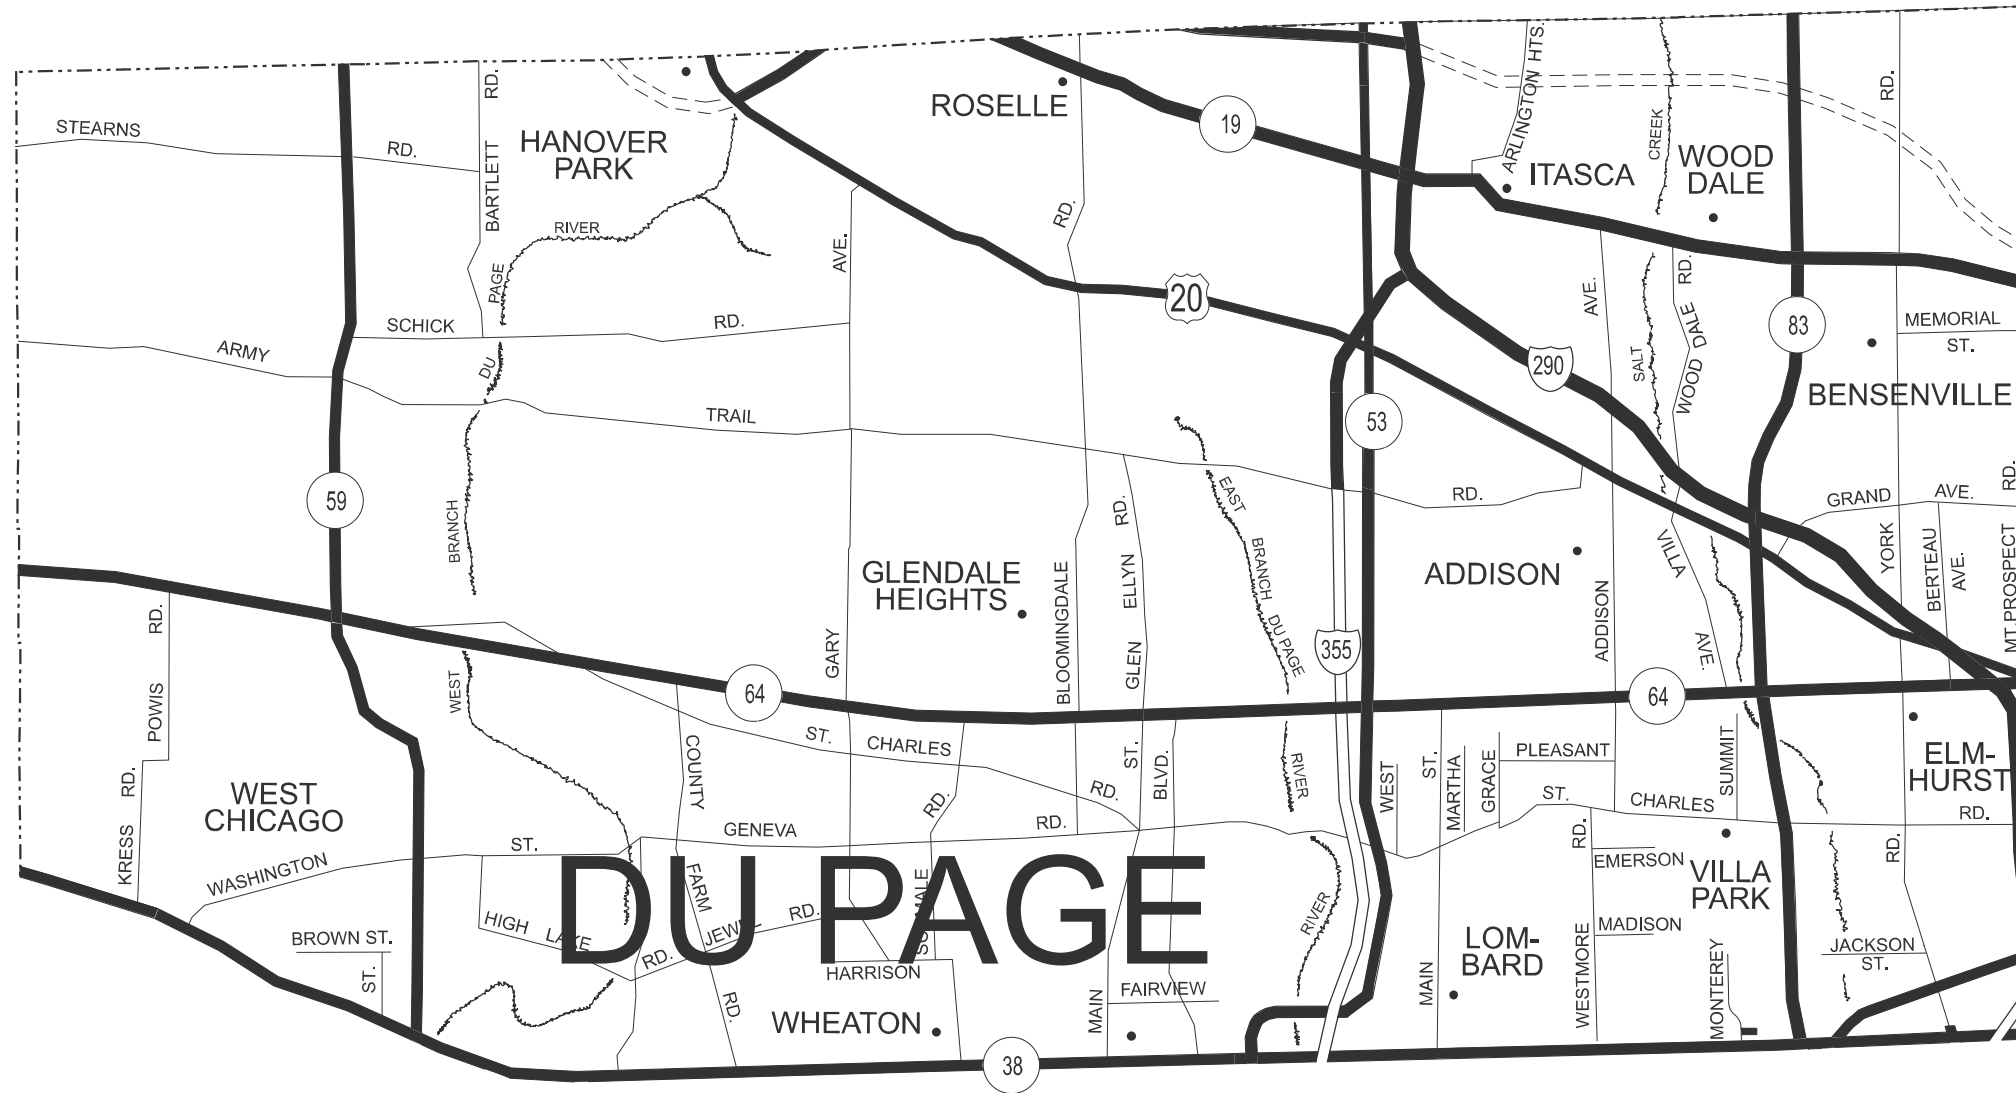 STEARNS
RD.
BARTLETT
RD.
HANOVER
PARK
ROSELLE
19
ARLINGTON HTS.
ITASCA
CREEK
WOOD
DALE
RD.
RIVER
PAGE
DU
AVE.
RD.
20
SCHICK
RD.
ARMY
TRAIL
RD.
290
AVE.
SALT
RD.
WOOD DALE
83
MEMORIAL
ST.
BENSENVILLE
53
59
BRANCH
WEST
GLENDALE
HEIGHTS
GARY
BLOOMINGDALE
RD.
ELLYN
GLEN
EAST
BRANCH
DU PAGE
RIVER
355
ADDISON
ADDISON
VILLA
AVE.
GRAND
AVE.
YORK
BERTEAU
AVE.
RD.
MT.PROSPECT
RD.
POWIS
64
64
ST.
CHARLES
RD.
COUNTY
FARM
RD.
ST.
BLVD.
WEST
ST.
MARTHA
GRACE
PLEASANT
SUMMIT
ELM-
HURST
RD.
KRESS
WEST
CHICAGO
WASHINGTON
ST.
GENEVA
RD.
RD.
ST.
CHARLES
RD.
RD.
EMERSON
VILLA
PARK
RD.
DU PAGE
HIGH
LAKE
RD.
JEWELL
RD.
HARRISON
BROWN ST.
ST.
WHEATON
MAIN
FAIRVIEW
RIVER
MAIN
LOM-
BARD
WESTMORE
MADISON
MONTEREY
JACKSON
ST.
38